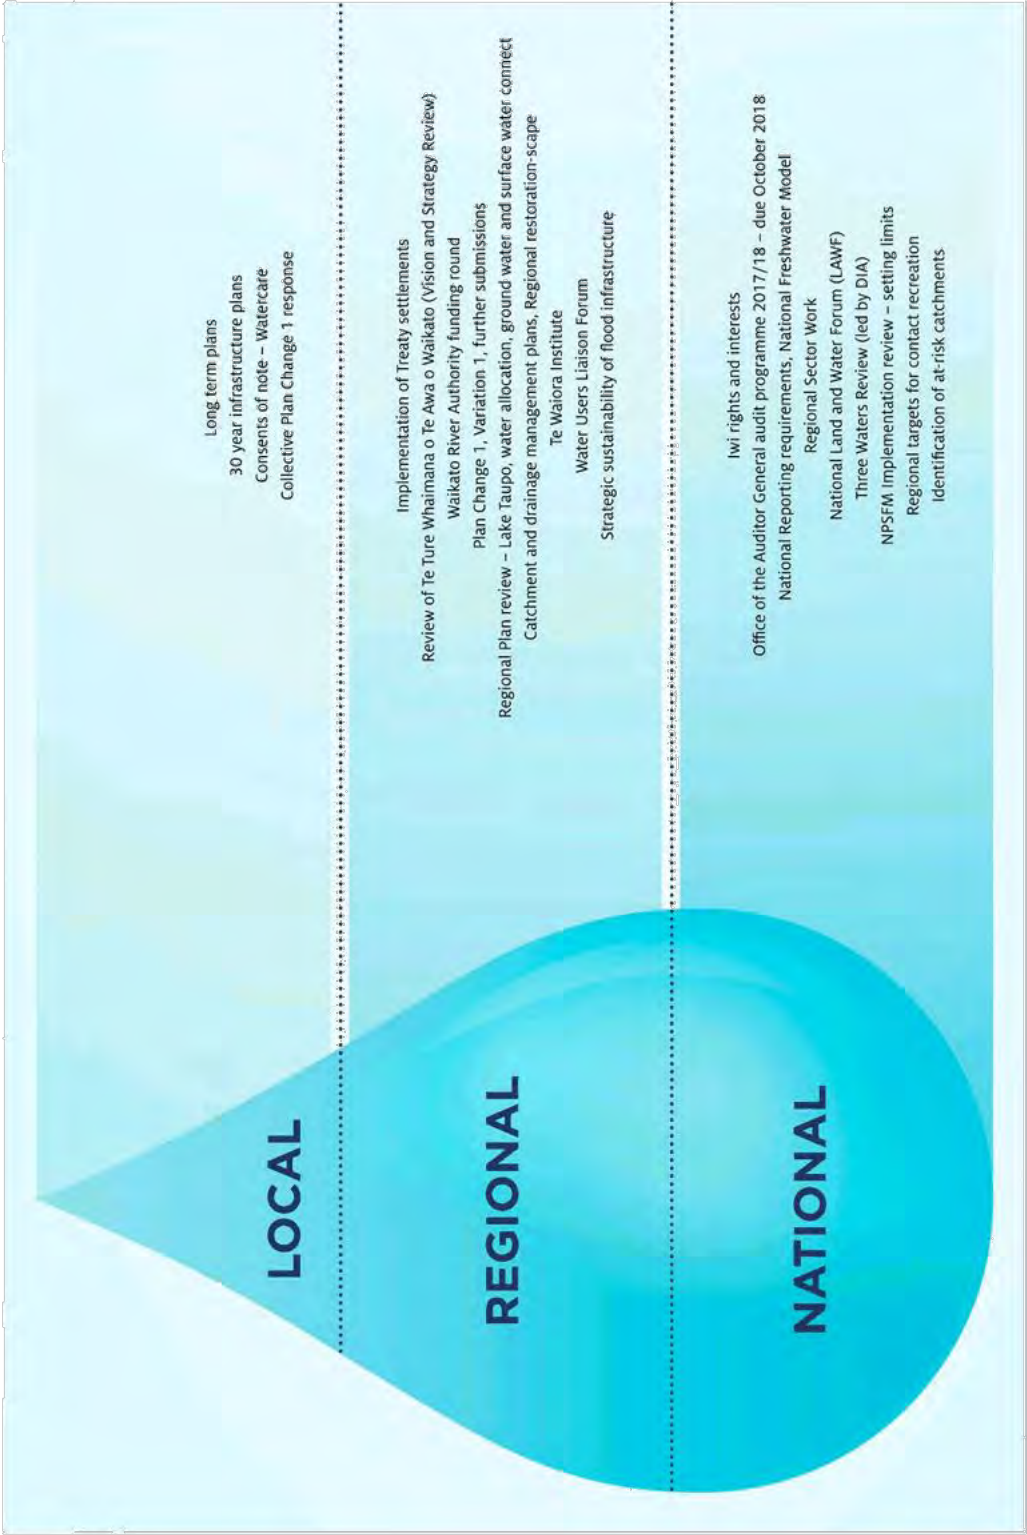 LOCAL
Long term plans
30 year infrastructure plans
Consents of note – Watercare
Collective Plan Change 1 response
REGIONAL
Implementation of Treaty settlements
Review of Te Ture Whaimana o Te Awa o Waikato (Vision and Strategy Review)
Waikato River Authority funding round
Plan Change 1, Variation 1, further submissions
Regional Plan review – Lake Taupo, water allocation, ground water and surface water connect
Catchment and drainage management plans, Regional restoration-scape
Te Waiora Institute
Water Users Liaison Forum
Strategic sustainability of flood infrastructure
NATIONAL
Iwi rights and interests
Office of the Auditor General audit programme 2017/18 – due October 2018
National Reporting requirements, National Freshwater Model
Regional Sector Work
National Land and Water Forum (LAWF)
Three Waters Review (led by DIA)
NPSFM Implementation review – setting limits
Regional targets for contact recreation
Identification of at-risk catchments